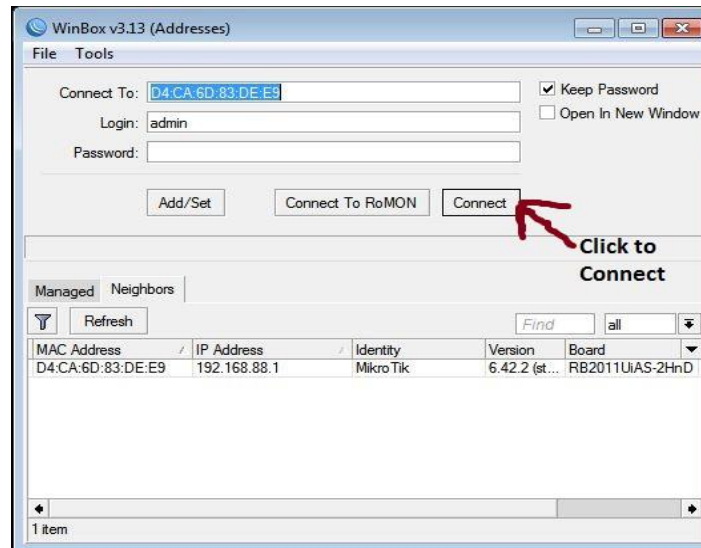 WinBox v3.13 (Addresses)
File Tools
Connect To: D4:CA:6D:83:DE:E9
Keep Password
Login: admin
Open In New Window
Password:
Add/Set Connect To RoMON Connect
Click to
Connect
Managed Neighbors
Refresh Find all
MAC Address IP Address Identity Version Board
D4:CA:6D:83:DE:E9 192.168.88.1 MikroTik 6.42.2 (st... RB2011UiAS-2HnD
1 item